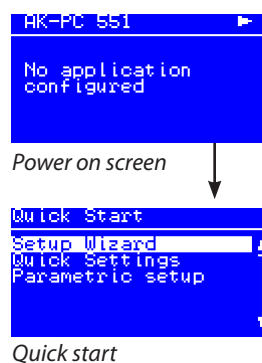 AK-PC 551
No application
configured
Power on screen
Quick Start
Setup Wizard
Quick Settings
Parametric setup
Quick start